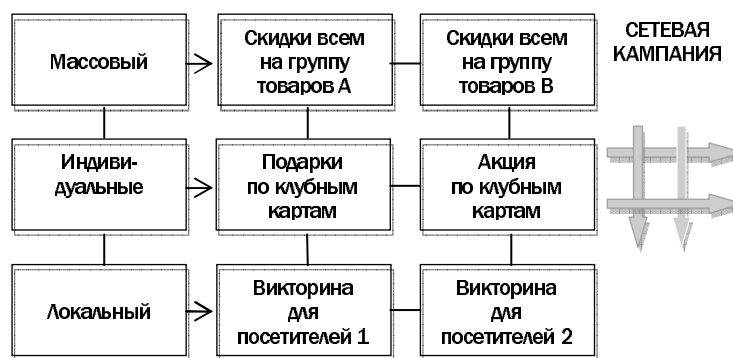 Массовый
Скидки всем
на группу
товаров А
Скидки всем
на группу
товаров В
СЕТЕВАЯ
КАМПАНИЯ
Индиви-
дуальные
Подарки
по клубным
картам
Акция
по клубным
картам
Локальный
Викторина
для
посетителей 1
Викторина
для
посетителей 2